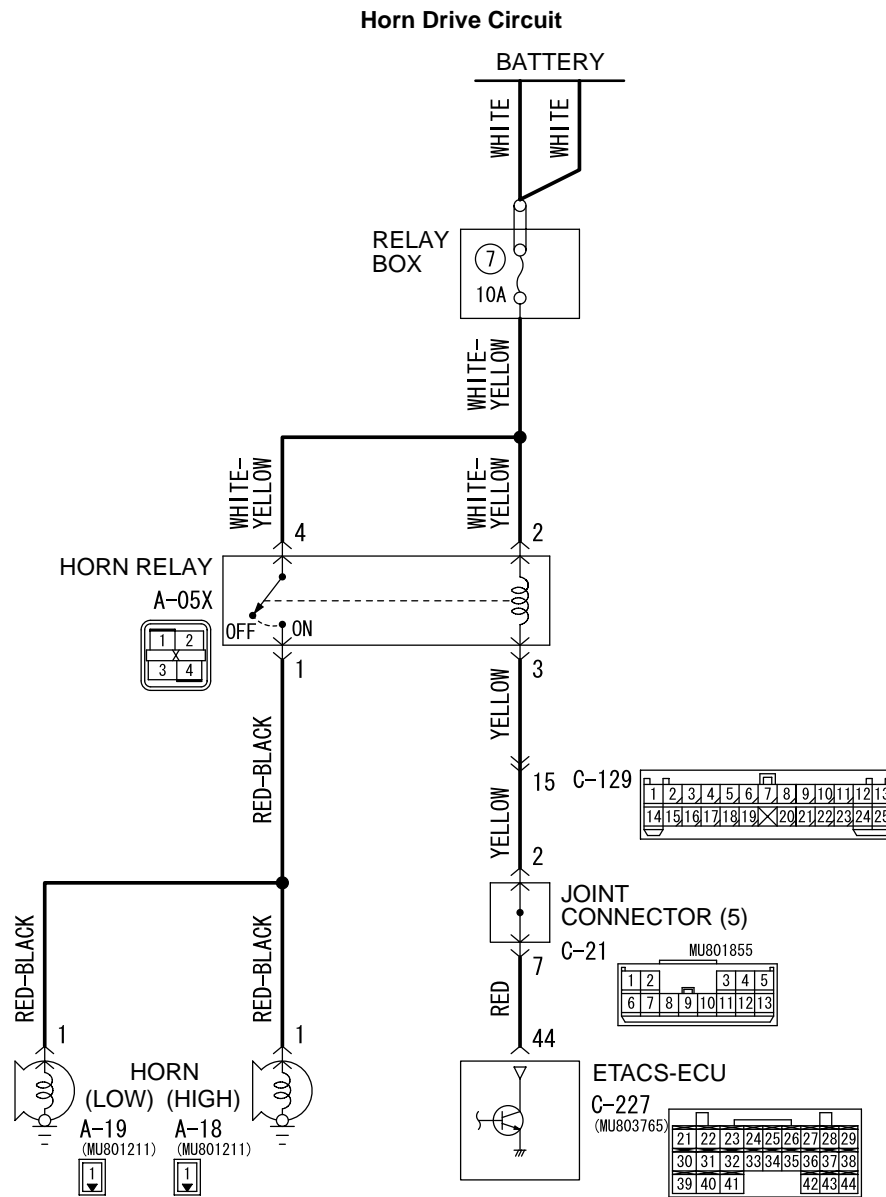 Horn Drive Circuit
BATTERY
WHITE
WHITE
RELAY
BOX
7
10A
WHITE-
YELLOW
WHITE-
YELLOW
WHITE-
YELLOW
4
2
HORN RELAY
A-05X
OFF
ON
1 2
X
3 4
1
3
RED-BLACK
YELLOW
15
C-129
1 2 3 4 5 6 7 8 9 10 11 12 13
14 15 16 17 18 19 20 21 22 23 24 25
YELLOW
2
JOINT
CONNECTOR (5)
C-21
MU801855
1 2 3 4 5
6 7 8 9 10 11 12 13
7
RED
RED-BLACK
RED-BLACK
1
1
44
HORN
(LOW) (HIGH)
A-19
(MU801211)
1
A-18
(MU801211)
1
ETACS-ECU
C-227
(MU803765)
21 22 23 24 25 26 27 28 29
30 31 32 33 34 35 36 37 38
39 40 41 42 43 44